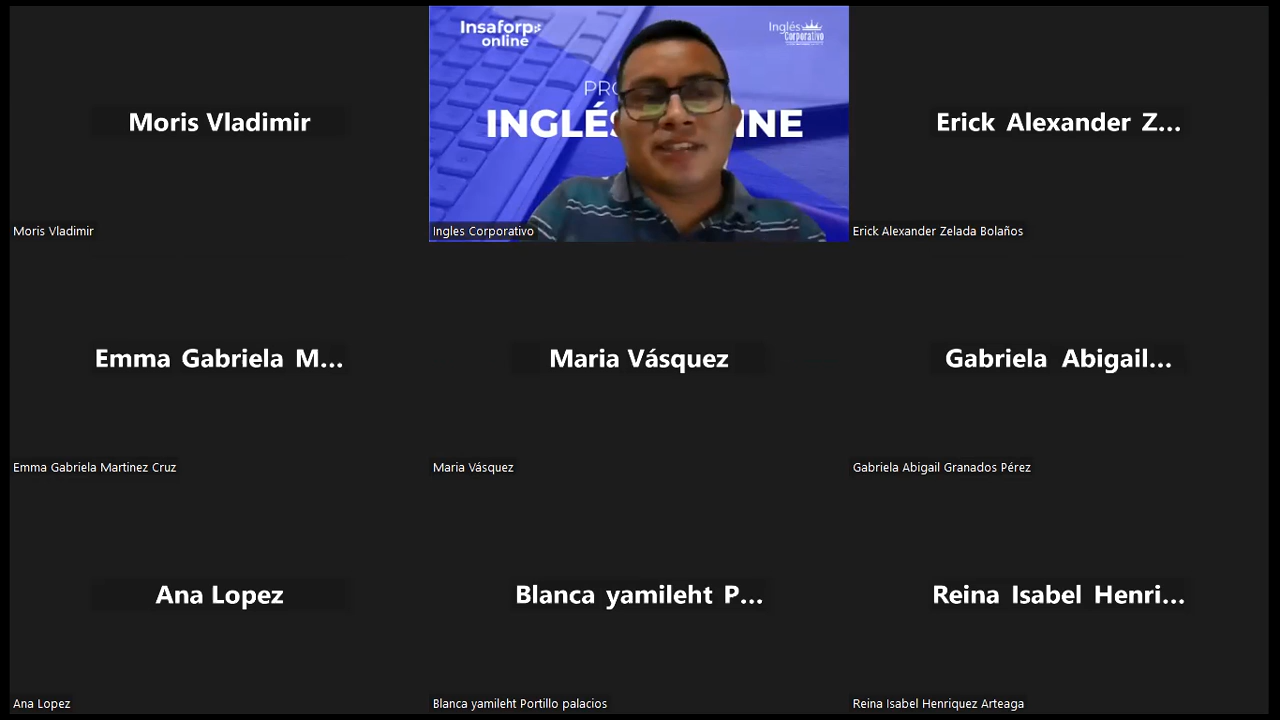 Insaforp
online
Inglés
Corporativo
PRO
INGLÉS
INE
Moris Vladimir
Erick Alexander Z...
Moris Vladimir
Ingles Corporativo
Erick Alexander Zelada Bolaños
Emma Gabriela M...
Maria Vásquez
Gabriela Abigail...
Emma Gabriela Martinez Cruz
Maria Vásquez
Gabriela Abigail Granados Pérez
Ana Lopez
Blanca yamileht P...
Reina Isabel Henri...
Ana Lopez
Blanca yamileht Portillo palacios
Reina Isabel Henriquez Arteaga